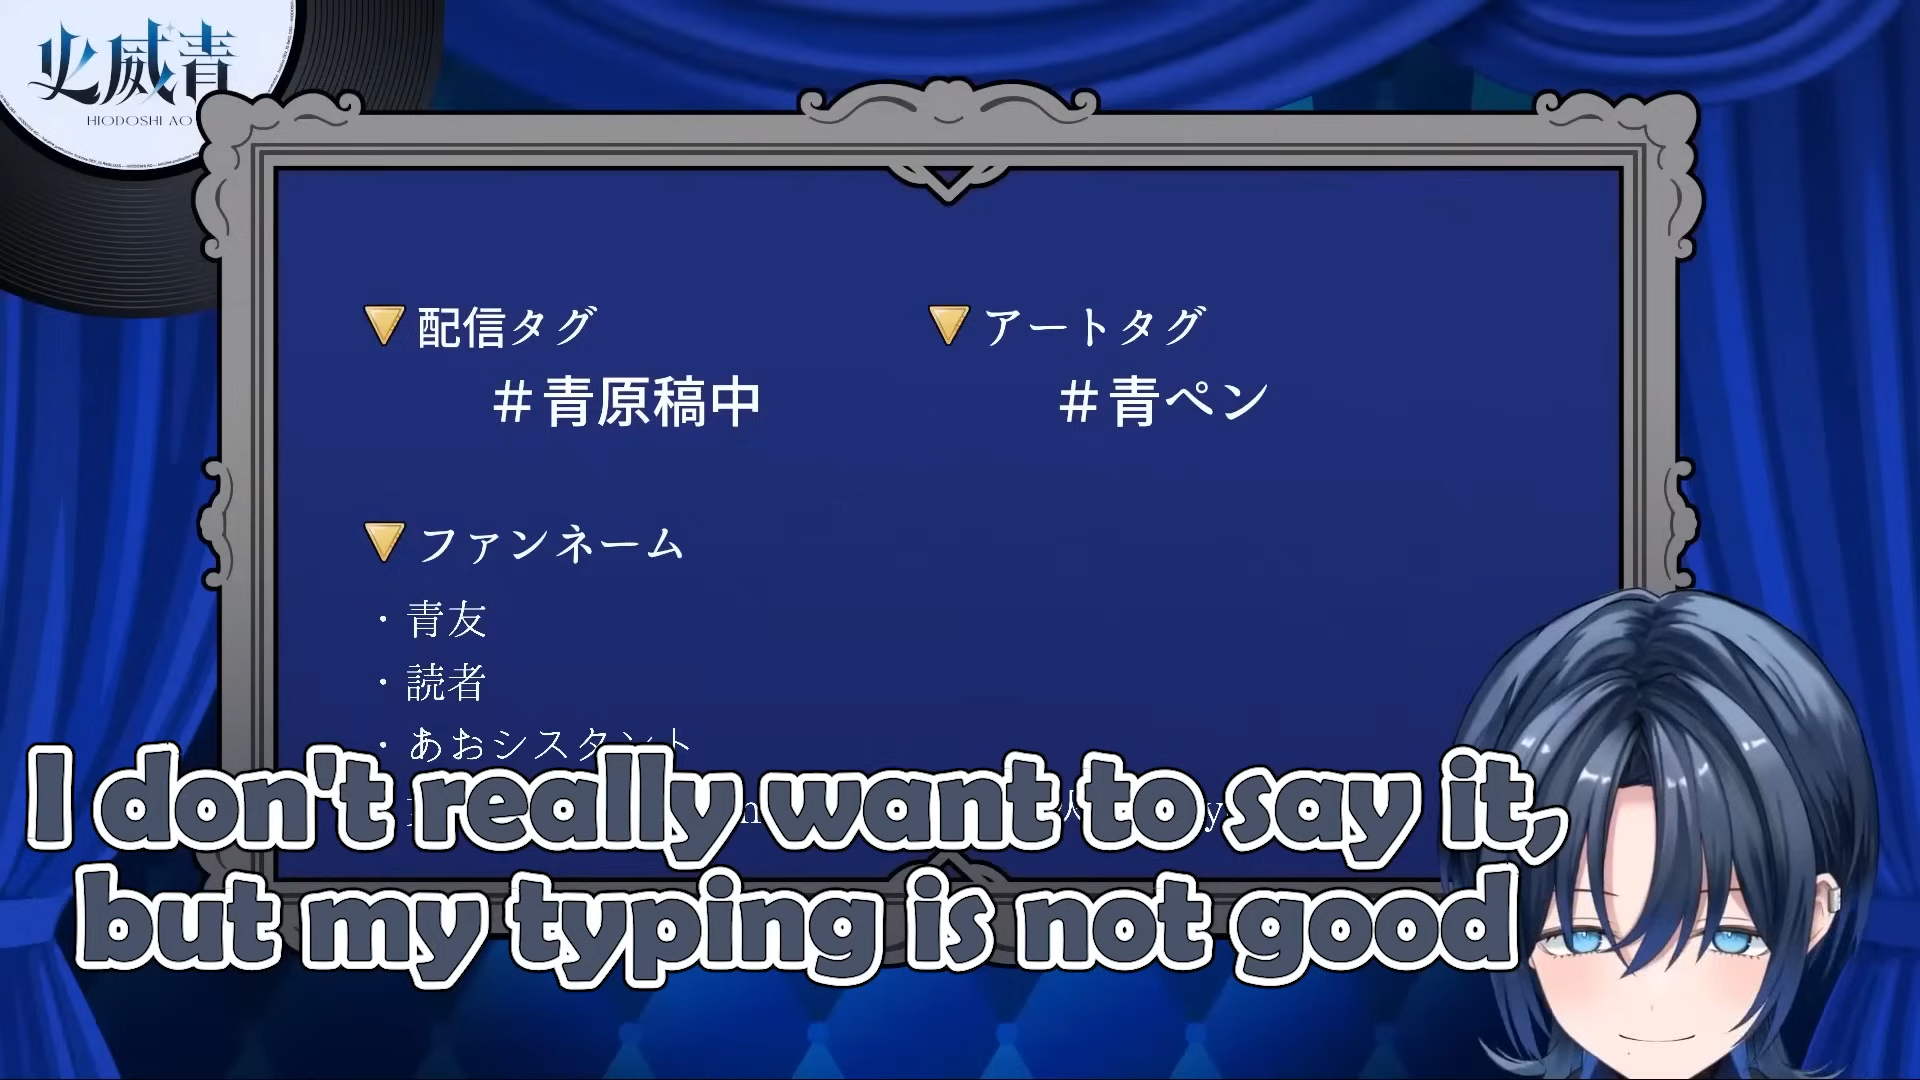 火威青
HIODOSHI AO
配信タグ
#青原稿中
アートタグ
#青ペン
ファンネーム
・青友
・読者
・あおシスタント
I don't really want to say it,
but my typing is not good